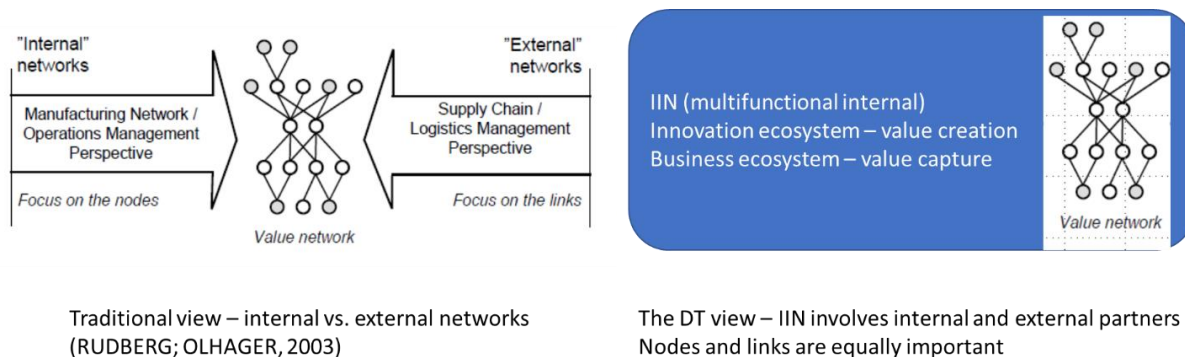 "Internal"
networks
Manufacturing Network /
Operations Management
Perspective
Focus on the nodes
Value network
"External"
networks
Supply Chain /
Logistics Management
Perspective
Focus on the links
Traditional view – internal vs. external networks
(RUDBERG; OLHAGER, 2003)
IIN (multifunctional internal)
Innovation ecosystem – value creation
Business ecosystem – value capture
Value network
The DT view – IIN involves internal and external partners
Nodes and links are equally important